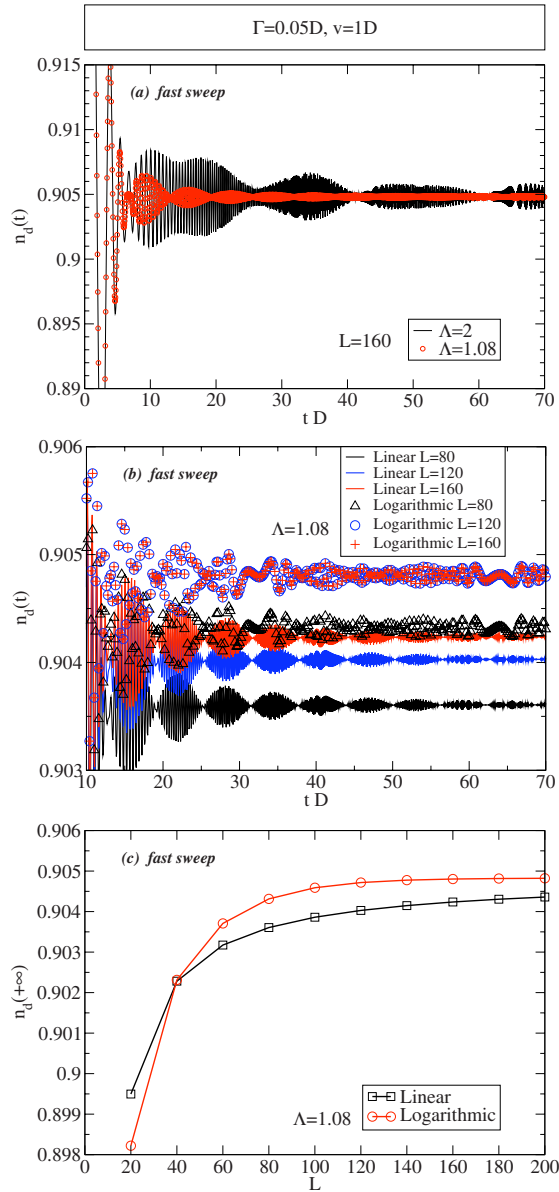 Γ=0.05D, v=1D
0.915
0.91
0.905
0.9
0.895
0.89
n_d(t)
(a) fast sweep
L=160
Λ=2
Λ=1.08
0 10 20 30 40 50 60 70
t D
0.906
0.905
0.904
0.903
n_d(t)
(b) fast sweep
Λ=1.08
Linear L=80
Linear L=120
Linear L=160
Logarithmic L=80
Logarithmic L=120
Logarithmic L=160
10 20 30 40 50 60 70
t D
0.906
0.905
0.904
0.903
0.902
0.901
0.9
0.899
0.898
n_d(+∞)
(c) fast sweep
Λ=1.08
Linear
Logarithmic
0 20 40 60 80 100 120 140 160 180 200
L